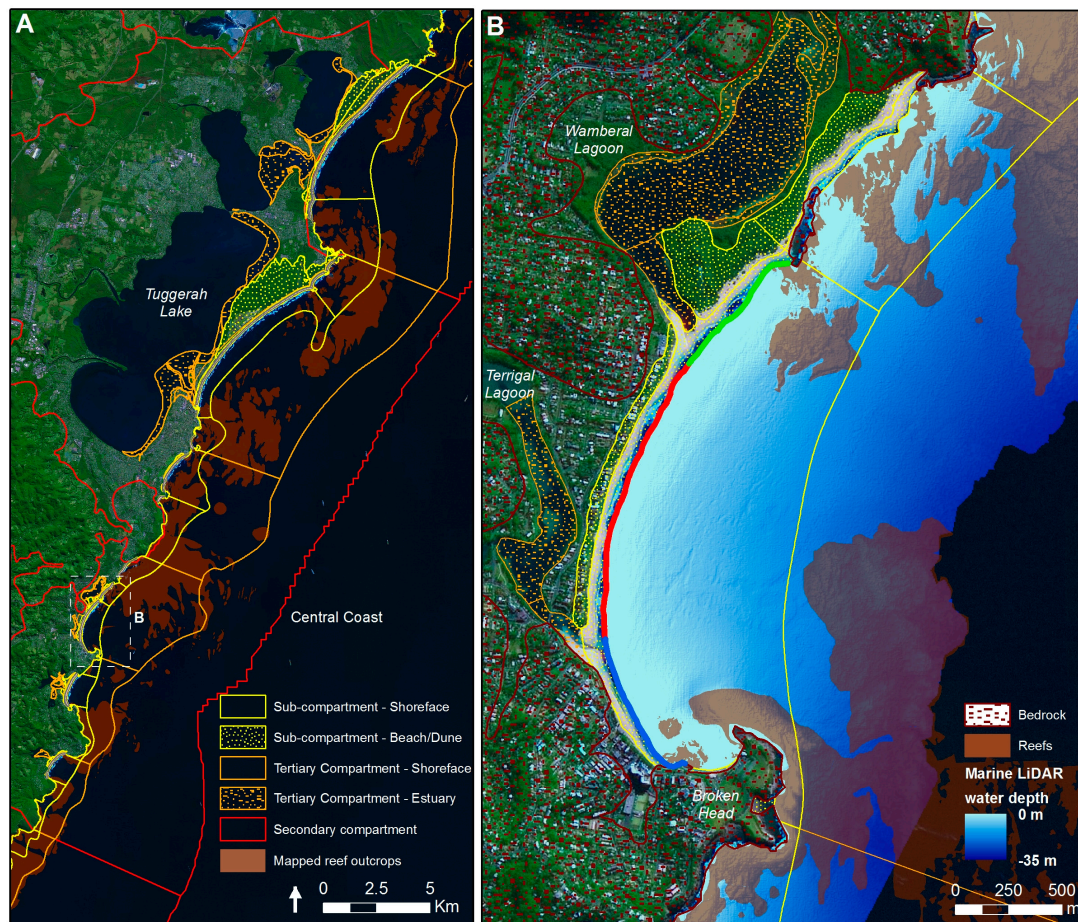 A
Tuggerah
Lake
B
Central Coast
Sub-compartment - Shoreface
Sub-compartment - Beach/Dune
Tertiary Compartment - Shoreface
Tertiary Compartment - Estuary
Secondary compartment
Mapped reef outcrops
0 2.5 5
Km
B
Wamberal
Lagoon
Terrigal
Lagoon
Broken
Head
Bedrock
Reefs
Marine LiDAR
water depth
0 m
-35 m
0 250 500
m